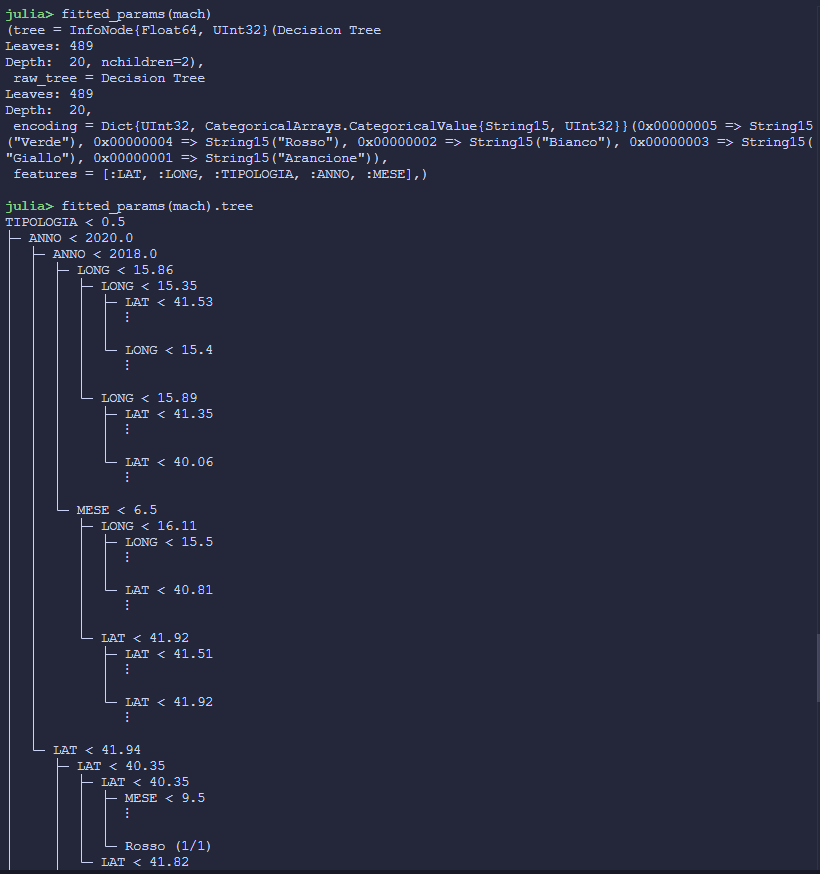 julia> fitted_params(mach)
(tree = InfoNode{Float64, UInt32}(Decision Tree
Leaves: 489
Depth:  20, nchildren=2),
 raw_tree = Decision Tree
Leaves: 489
Depth:  20,
 encoding = Dict{UInt32, CategoricalArrays.CategoricalValue{String15, UInt32}}(0x00000005 => String15
("Verde"), 0x00000004 => String15("Rosso"), 0x00000002 => String15("Bianco"), 0x00000003 => String15(
"Giallo"), 0x00000001 => String15("Arancione")),
 features = [:LAT, :LONG, :TIPOLOGIA, :ANNO, :MESE],)
julia> fitted_params(mach).tree
TIPOLOGIA < 0.5
├─ ANNO < 2020.0
│  ├─ ANNO < 2018.0
│  │  ├─ LONG < 15.86
│  │  │  ├─ LONG < 15.35
│  │  │  │  ├─ LAT < 41.53
│  │  │  │  │  ⋮
│  │  │  │  └─ LONG < 15.4
│  │  │  │     ⋮
│  │  │  └─ LONG < 15.89
│  │  │     ├─ LAT < 41.35
│  │  │     │  ⋮
│  │  │     └─ LAT < 40.06
│  │  │        ⋮
│  │  └─ MESE < 6.5
│  │     ├─ LONG < 16.11
│  │     │  ├─ LONG < 15.5
│  │     │  │  ⋮
│  │     │  └─ LAT < 40.81
│  │     │     ⋮
│  │     └─ LAT < 41.92
│  │        ├─ LAT < 41.51
│  │        │  ⋮
│  │        └─ LAT < 41.92
│  │           ⋮
│  └─ LAT < 41.94
│     ├─ LAT < 40.35
│     │  ├─ LAT < 40.35
│     │  │  ├─ MESE < 9.5
│     │  │  │  ⋮
│     │  │  └─ Rosso (1/1)
│     │  └─ LAT < 41.82